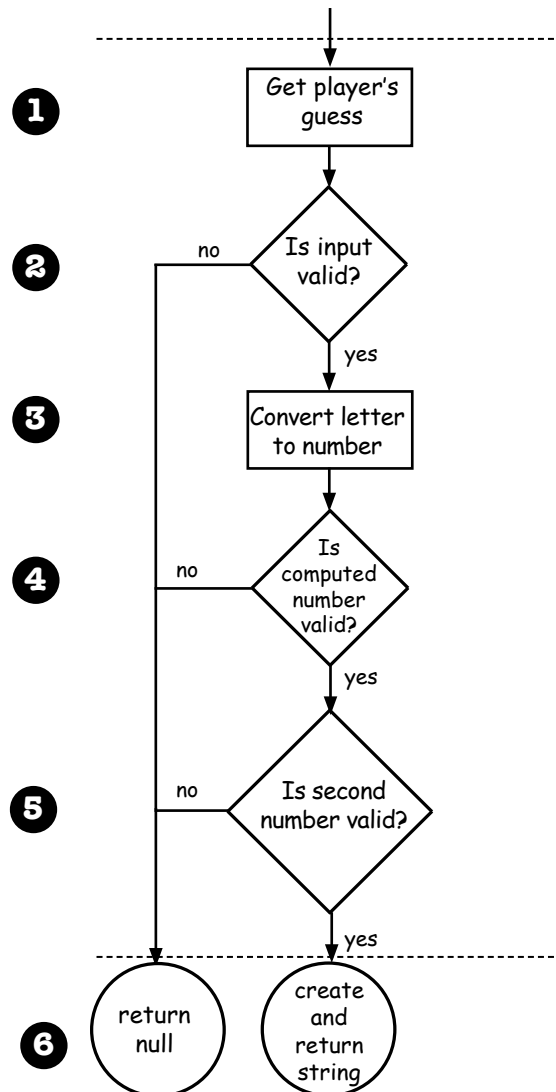 1
Get player's
guess
2
no
Is input
valid?
yes
3
Convert letter
to number
4
no
Is
computed
number
valid?
yes
5
no
Is second
number valid?
yes
6
return
null
create
and
return
string